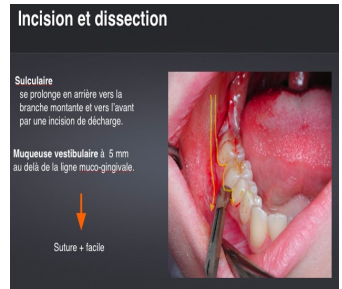 Incision et dissection
Sulculaire
se prolonge en arrière vers la
branche montante et vers l'avant
par une incision de décharge.
Muqueuse vestibulaire à 5 mm
au delà de la ligne muco-gingivale.
Suture + facile